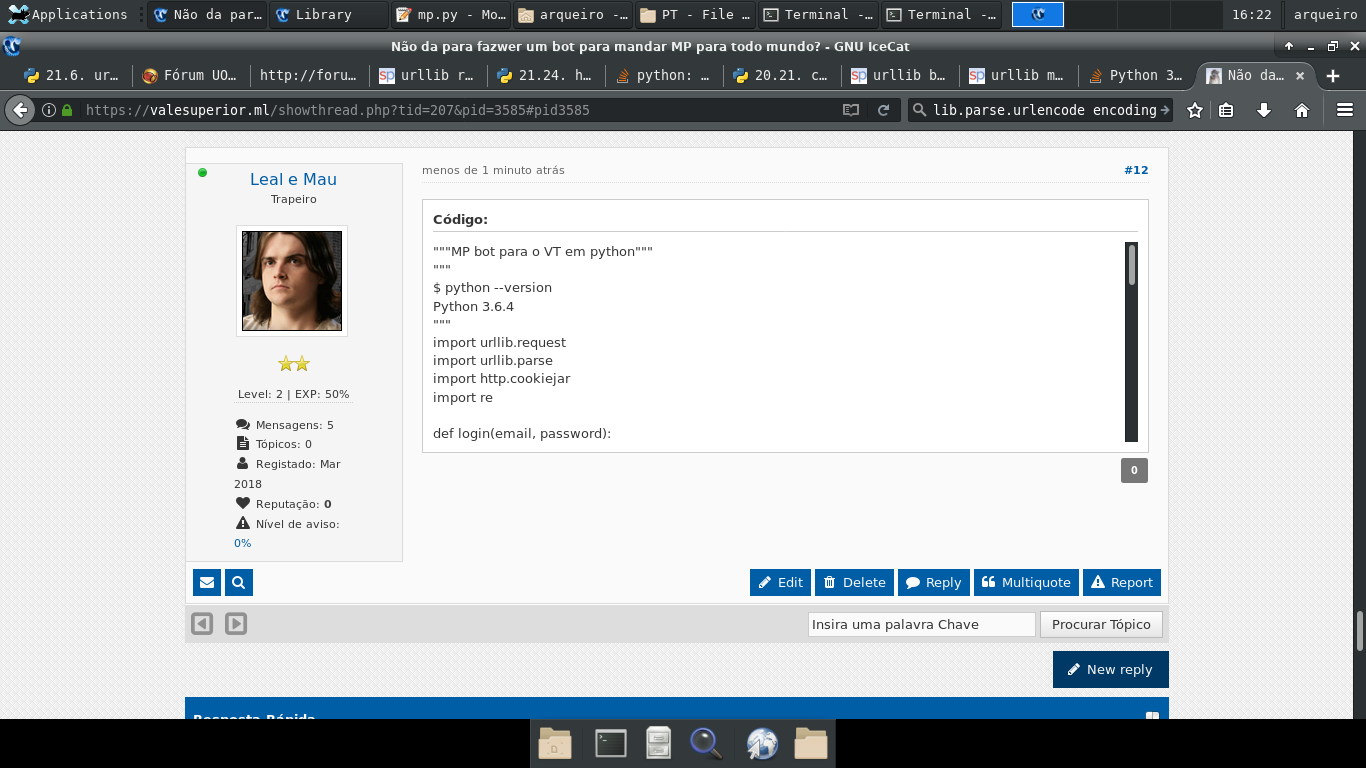 Applications
Não da par...
Library
mp.py - Mo...
arqueiro -...
PT - File ...
Terminal -...
Terminal -...
16:22
arqueiro
Não da para fazwer um bot para mandar MP para todo mundo? - GNU IceCat
21.6. ur...
Fórum UO...
http://foru...
urllib r...
21.24. h...
python: ...
20.21. c...
urllib b...
urllib m...
Python 3...
Não da...
https://valesuperior.ml/showthread.php?tid=207&pid=3585#pid3585
lib.parse.urlencode encoding
Leal e Mau
Trapeiro
Level: 2 | EXP: 50%
Mensagens: 5
Tópicos: 0
Registado: Mar
2018
Reputação: 0
Nível de aviso:
0%
menos de 1 minuto atrás
#12
Código:
"""MP bot para o VT em python"""
"""
$ python --version
Python 3.6.4
"""
import urllib.request
import urllib.parse
import http.cookiejar
import re
def login(email, password):
0
Edit
Delete
Reply
Multiquote
Report
Insira uma palavra Chave
Procurar Tópico
New reply
Resposta Rápida